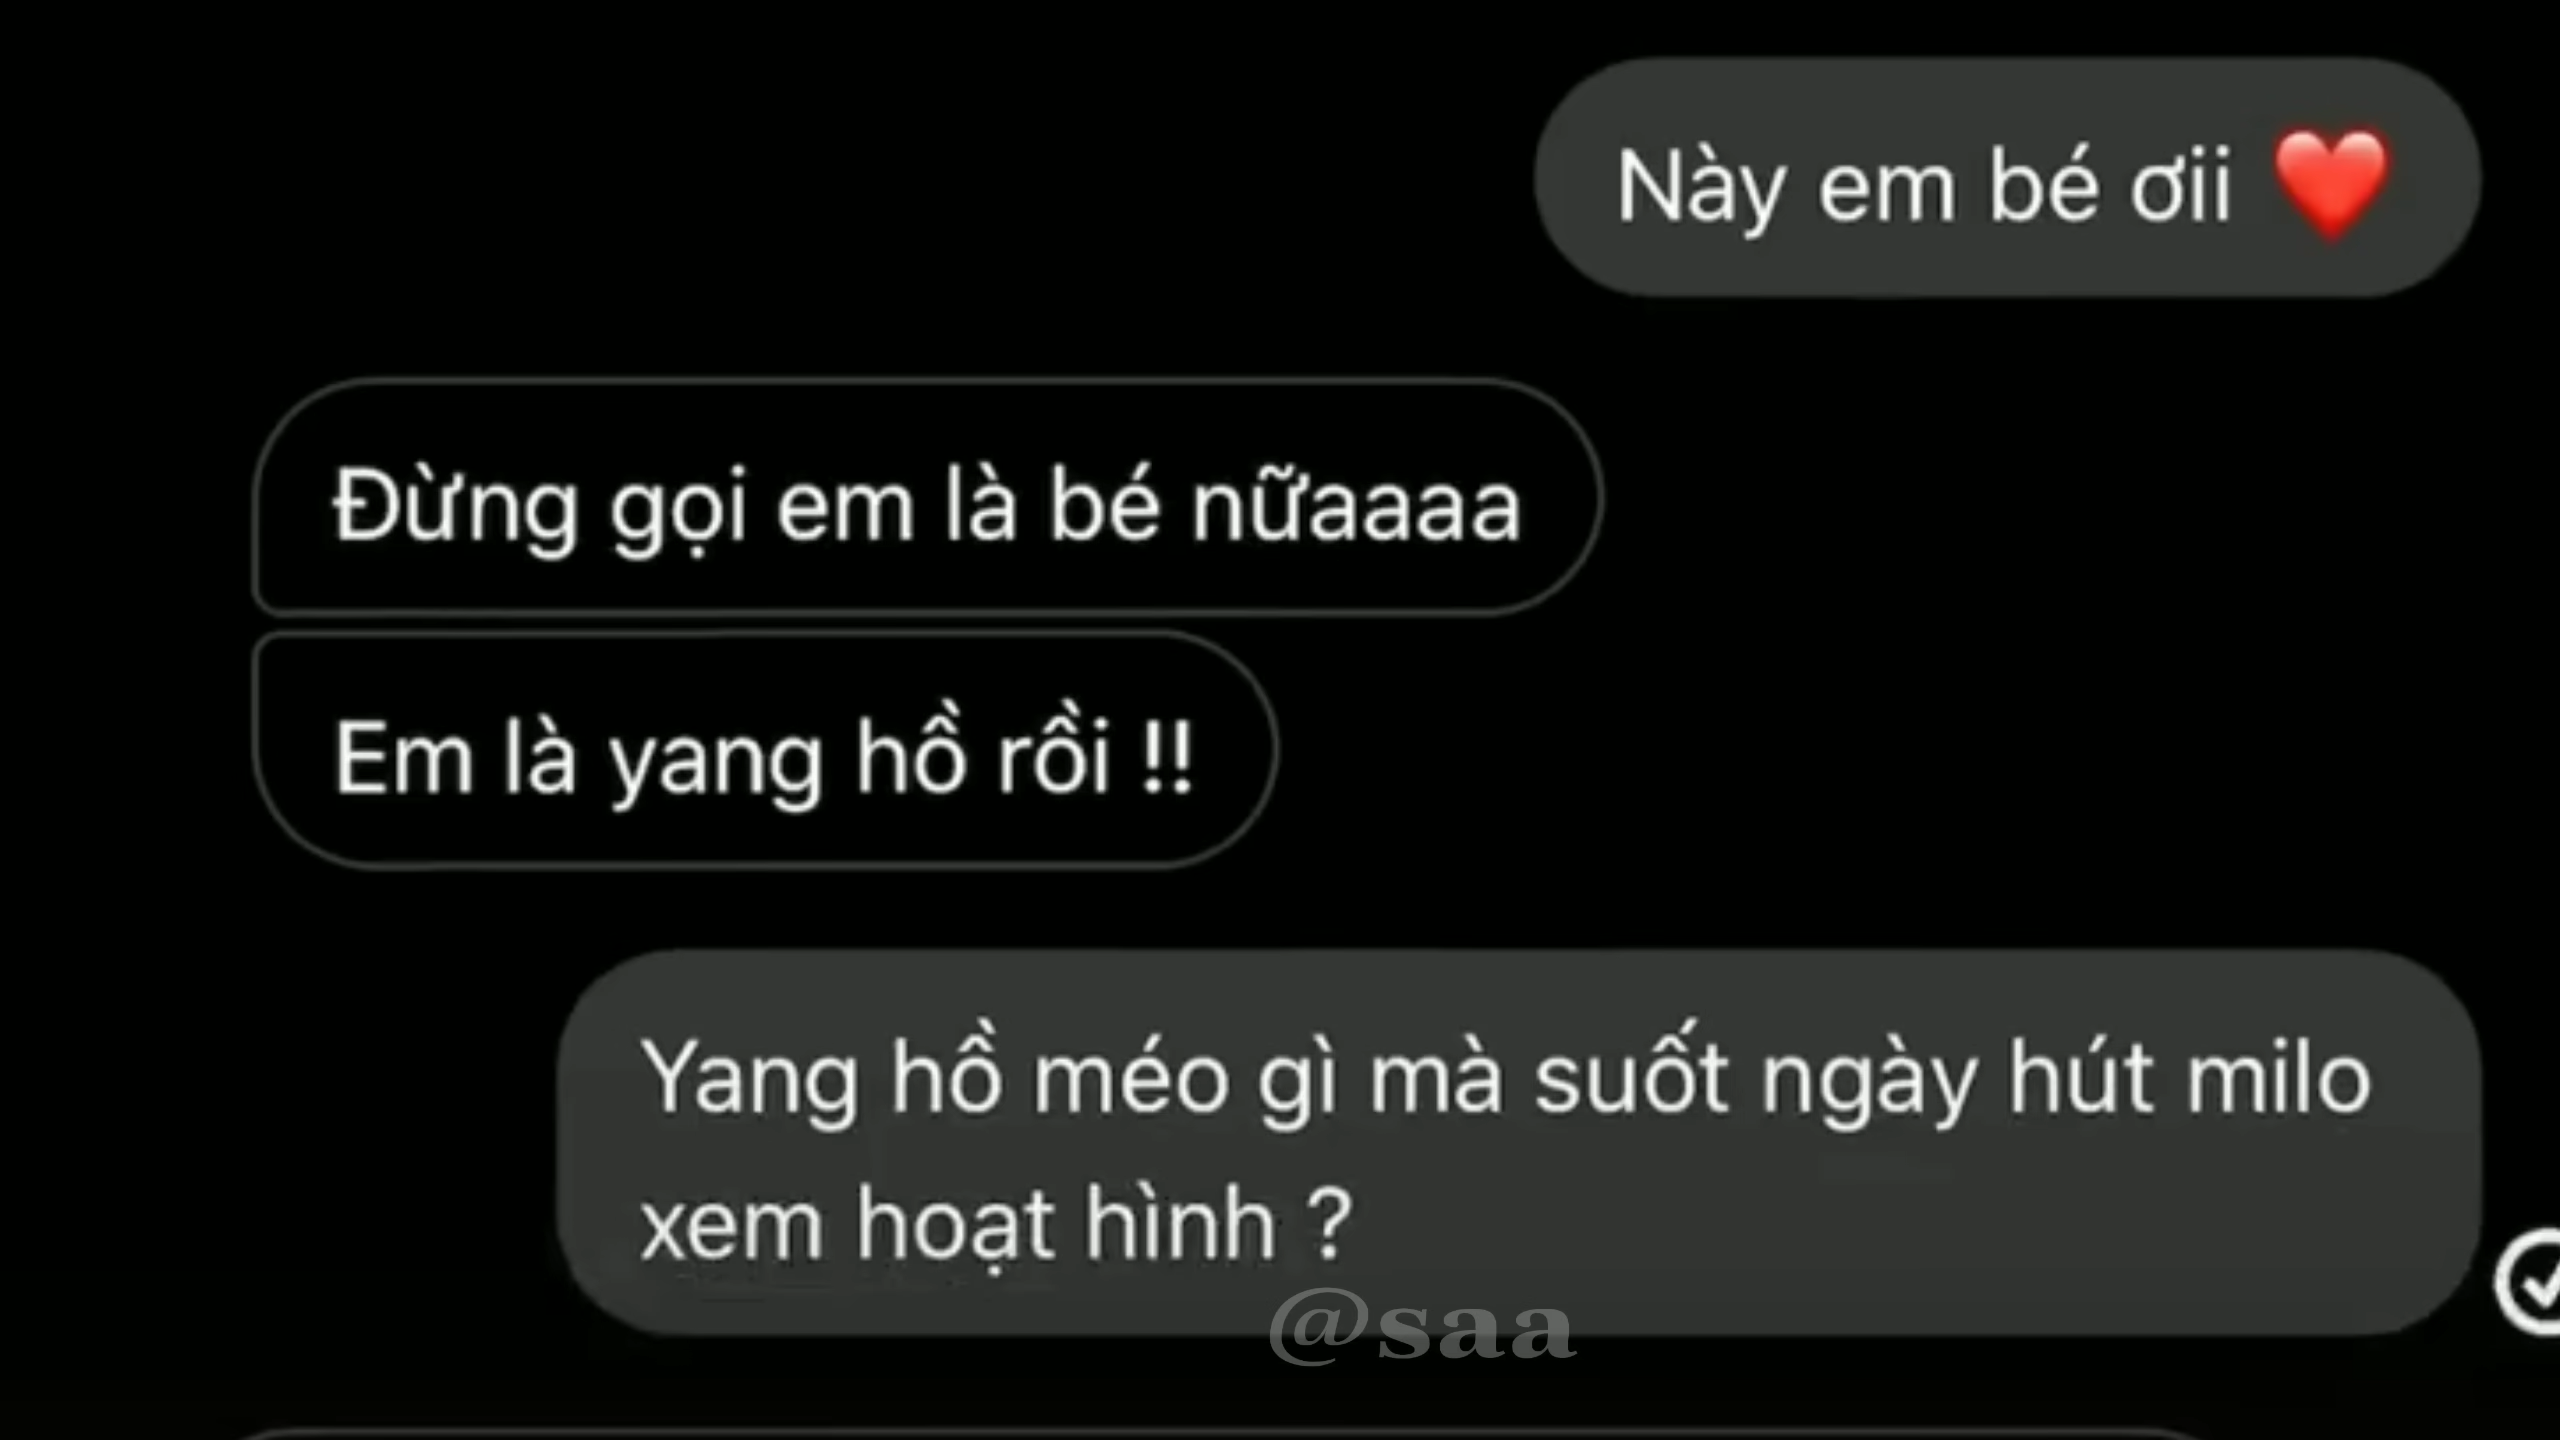 Này em bé ơii ❤️
Đừng gọi em là bé nữaaaa
Em là yang hồ rồi !!
Yang hồ méo gì mà suốt ngày hút milo
xem hoạt hình ?
@saa